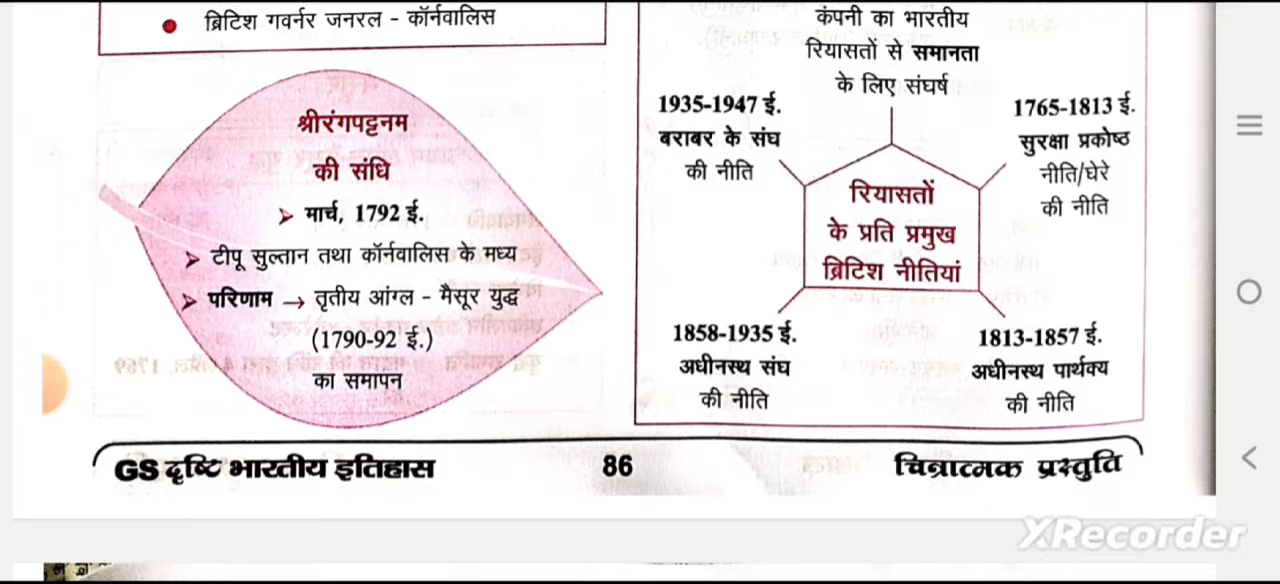 ब्रिटिश गवर्नर जनरल - कॉर्नवालिस
श्रीरंगपट्टनम
की संधि
➢ मार्च, 1792 ई.
➢ टीपू सुल्तान तथा कॉर्नवालिस के मध्य
➢ परिणाम → तृतीय आंग्ल - मैसूर युद्ध
(1790-92 ई.)
का समापन
कंपनी का भारतीय
रियासतों से समानता
के लिए संघर्ष
1935-1947 ई.
बराबर के संघ
की नीति
1765-1813 ई.
सुरक्षा प्रकोष्ठ
नीति/घेरे
की नीति
रियासतों
के प्रति प्रमुख
ब्रिटिश नीतियां
1858-1935 ई.
अधीनस्थ संघ
की नीति
1813-1857 ई.
अधीनस्थ पार्थक्य
की नीति
GS दृष्टि भारतीय इतिहास
86
चित्रात्मक प्रस्तुति
XRecorder